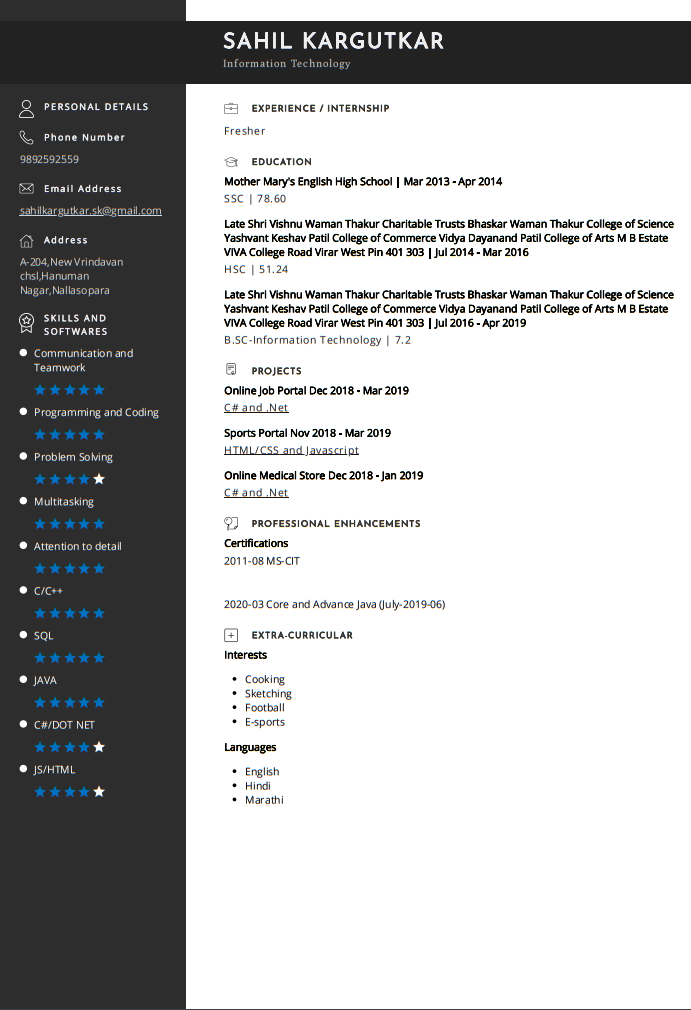 SAHIL KARGUTKAR
Information Technology
PERSONAL DETAILS
Phone Number
9892592559
Email Address
sahilkargutkar.sk@gmail.com
Address
A-204,New Vrindavan
chsl,Hanuman
Nagar,Nallasopara
SKILLS AND
SOFTWARES
Communication and
Teamwork
Programming and Coding
Problem Solving
Multitasking
Attention to detail
C/C++
SQL
JAVA
C#/DOT NET
JS/HTML
EXPERIENCE / INTERNSHIP
Fresher
EDUCATION
Mother Mary's English High School | Mar 2013 - Apr 2014
SSC | 78.60
Late Shri Vishnu Waman Thakur Charitable Trusts Bhaskar Waman Thakur College of Science
Yashvant Keshav Patil College of Commerce Vidya Dayanand Patil College of Arts M B Estate
VIVA College Road Virar West Pin 401 303 | Jul 2014 - Mar 2016
HSC | 51.24
Late Shri Vishnu Waman Thakur Charitable Trusts Bhaskar Waman Thakur College of Science
Yashvant Keshav Patil College of Commerce Vidya Dayanand Patil College of Arts M B Estate
VIVA College Road Virar West Pin 401 303 | Jul 2016 - Apr 2019
B.SC-Information Technology | 7.2
PROJECTS
Online Job Portal Dec 2018 - Mar 2019
C# and .Net
Sports Portal Nov 2018 - Mar 2019
HTML/CSS and Javascript
Online Medical Store Dec 2018 - Jan 2019
C# and .Net
PROFESSIONAL ENHANCEMENTS
Certifications
2011-08 MS-CIT
2020-03 Core and Advance Java (July-2019-06)
EXTRA-CURRICULAR
Interests
Cooking
Sketching
Football
E-sports
Languages
English
Hindi
Marathi